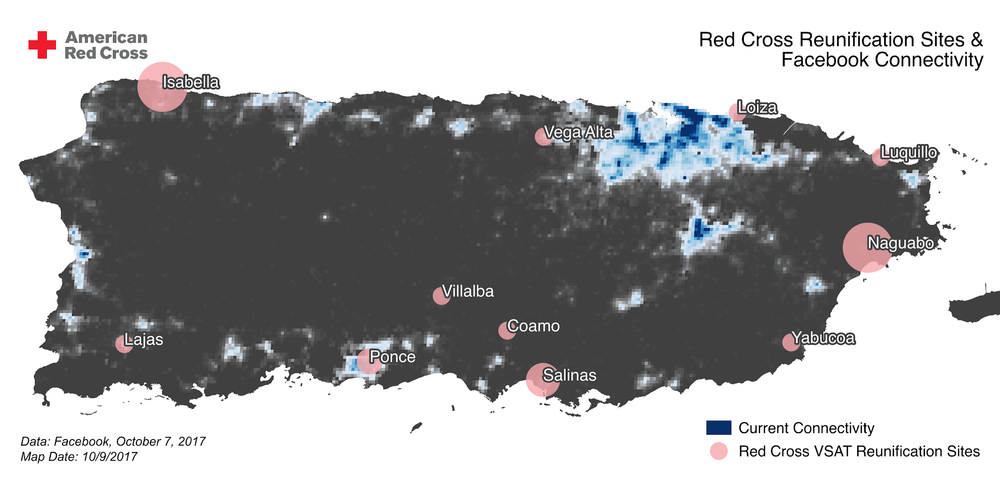 American
Red Cross
Red Cross Reunification Sites &
Facebook Connectivity
Isabella
Loiza
Vega Alta
Luquillo
Naguabo
Villalba
Coamo
Lajas
Yabucoa
Ponce
Salinas
Current Connectivity
Red Cross VSAT Reunification Sites
Data: Facebook, October 7, 2017
Map Date: 10/9/2017